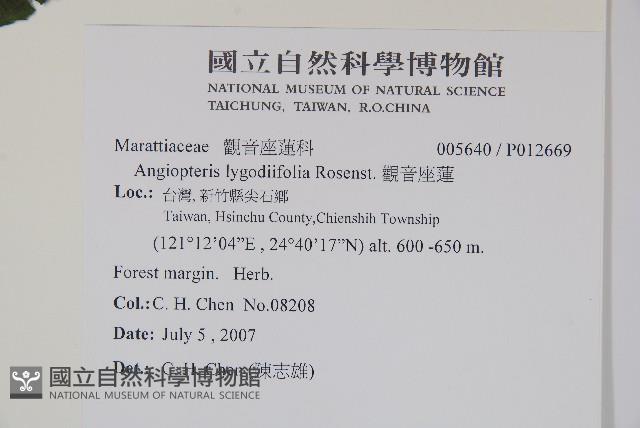 國立自然科學博物館
NATIONAL MUSEUM OF NATURAL SCIENCE
TAICHUNG, TAIWAN, R.O.CHINA
Marattiaceae 觀音座蓮科 005640 / P012669
Angiopteris lygodiifolia Rosenst. 觀音座蓮
Loc.: 台灣, 新竹縣尖石鄉
Taiwan, Hsinchu County,Chienshih Township
(121°12’04”E , 24°40’17”N) alt. 600 -650 m.
Forest margin. Herb.
Col.: C. H. Chen No.08208
Date: July 5 , 2007
Det.: C. H. Chen (陳志雄)
國立自然科學博物館
NATIONAL MUSEUM OF NATURAL SCIENCE